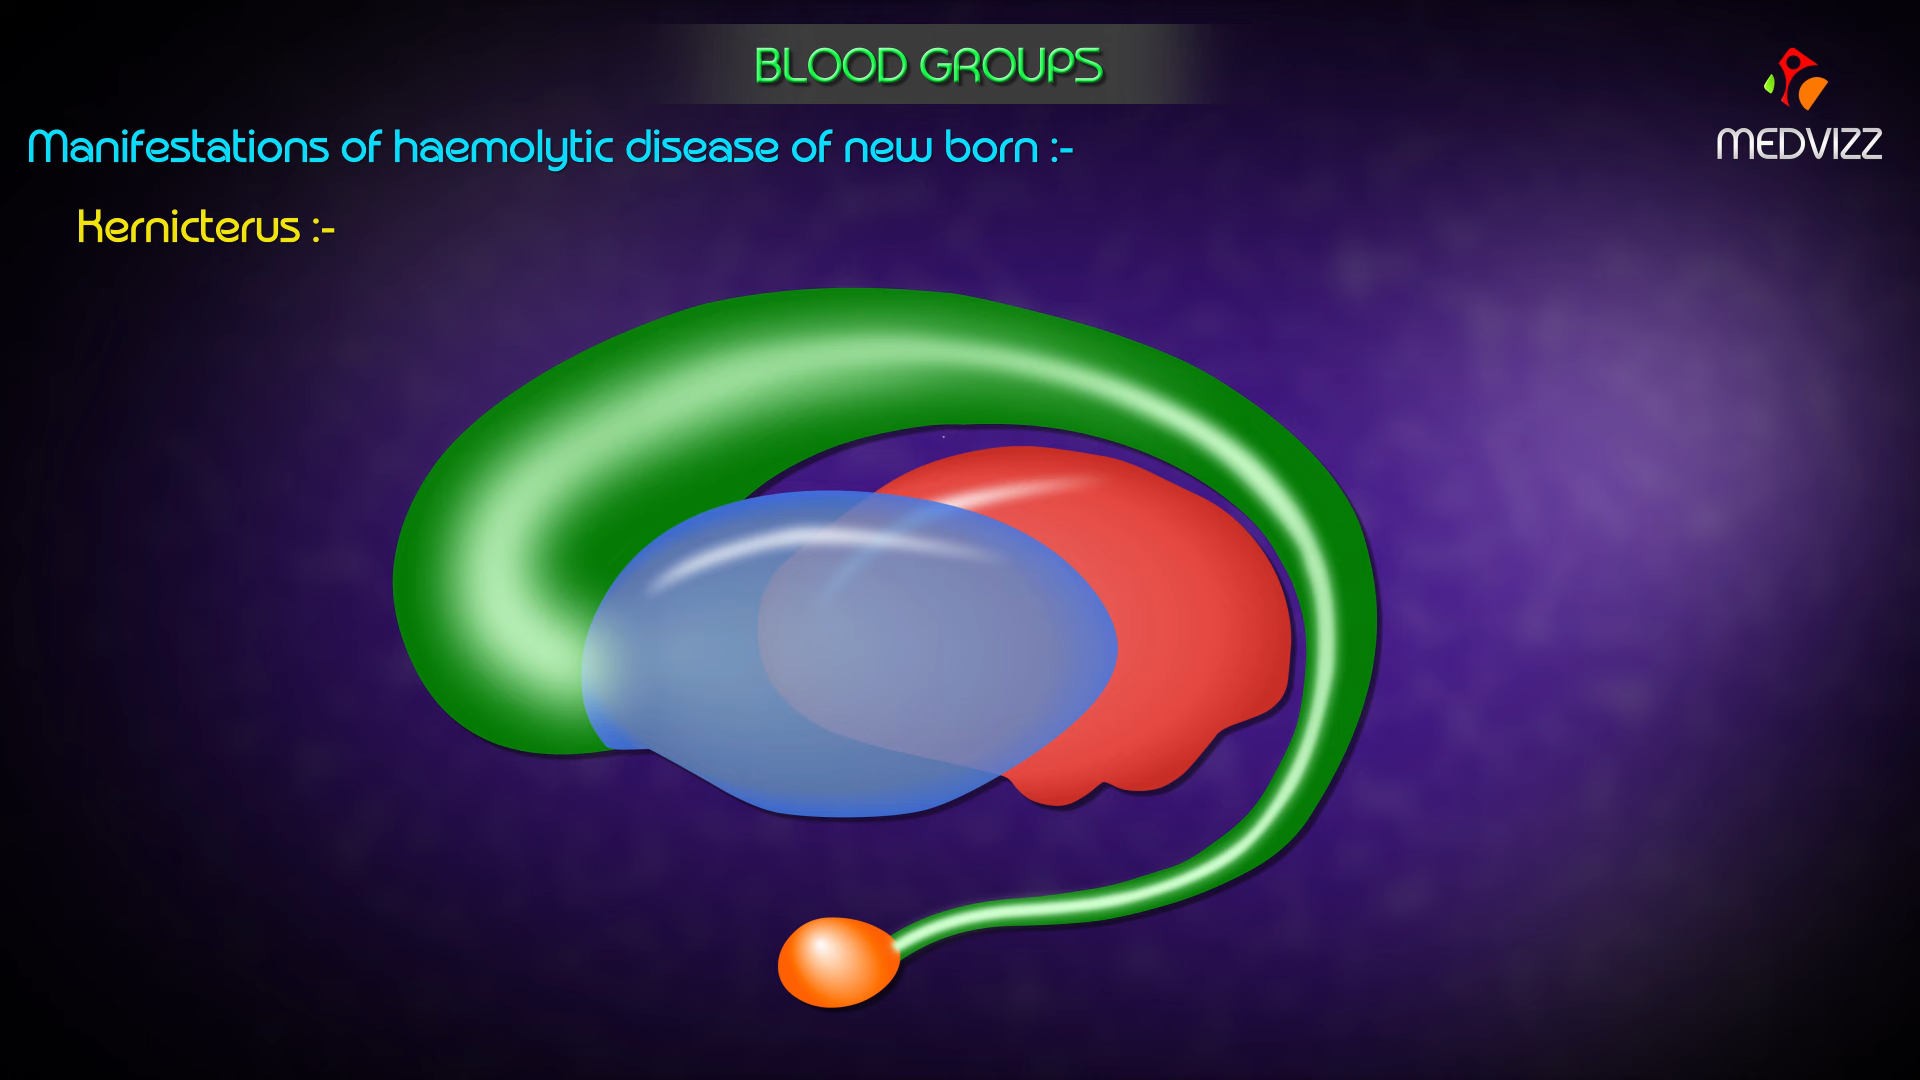 BLOOD GROUPS
MEDVIZZ
Manifestations of haemolytic disease of new born :-
Kernicterus :-